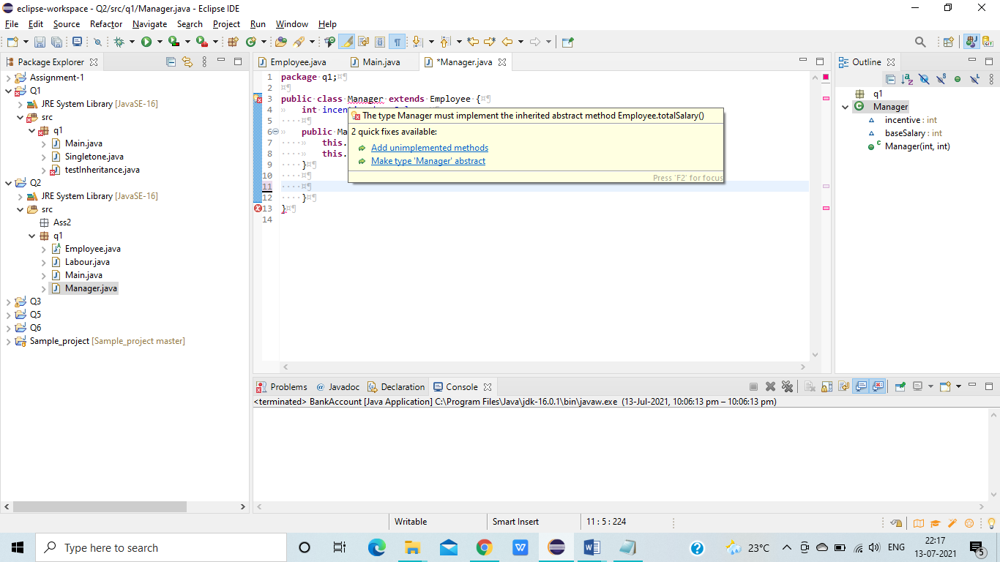 eclipse-workspace - Q2/src/q1/Manager.java - Eclipse IDE
File Edit Source Refactor Navigate Search Project Run Window Help
Package Explorer
Assignment-1
Q1
JRE System Library [JavaSE-16]
src
q1
Main.java
Singletone.java
testInheritance.java
Q2
JRE System Library [JavaSE-16]
src
Ass2
q1
Employee.java
Labour.java
Main.java
Manager.java
Q3
Q5
Q6
Sample_project [Sample_project master]
Employee.java Main.java *Manager.java
1 package q1;¤¶
2 ¤¶
3 public class Manager extends Employee {¤¶
4 » int incen
5 ····¤¶
6 » public Ma
7 ····» this.
8 ····» this.
9 ····}¤¶
10 ····¤¶
11 ····¤¶
12 ····}¤¶
13 }¤¶
14
The type Manager must implement the inherited abstract method Employee.totalSalary()
2 quick fixes available:
Add unimplemented methods
Make type 'Manager' abstract
Press 'F2' for focus
Outline
q1
Manager
incentive : int
baseSalary : int
Manager(int, int)
Problems @ Javadoc Declaration Console
<terminated> BankAccount [Java Application] C:\Program Files\Java\jdk-16.0.1\bin\javaw.exe (13-Jul-2021, 10:06:13 pm – 10:06:13 pm)
Writable Smart Insert 11 : 5 : 224
Type here to search
23°C ENG 22:17
13-07-2021
5